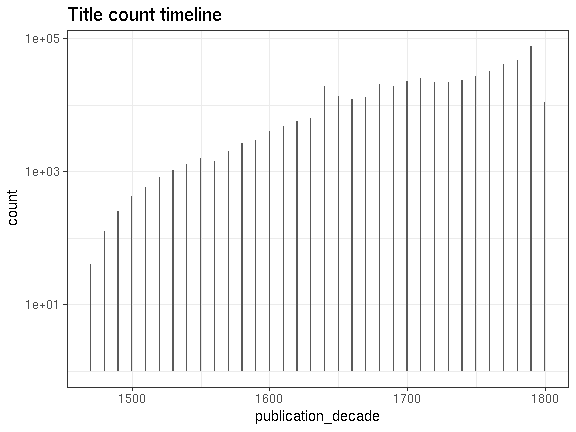 Title count timeline
1e+05
1e+03
1e+01
count
1500
1600
1700
1800
publication_decade